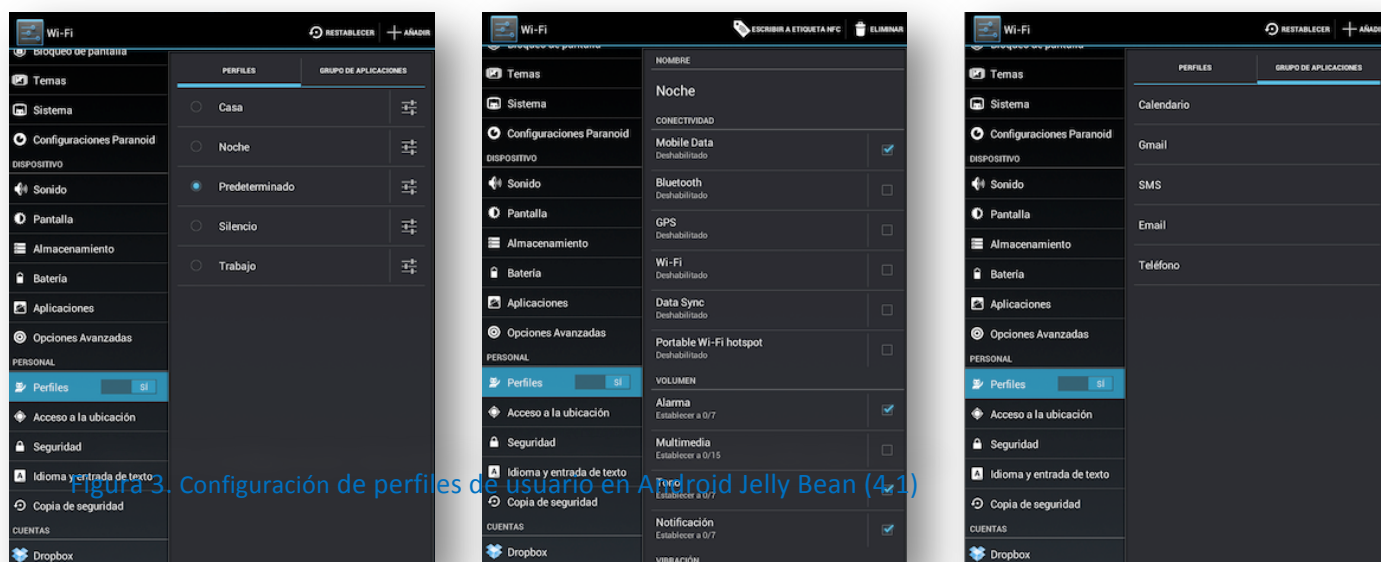 Wi-Fi
RESTABLECER
AÑADIR
Bloqueo de pantalla
Temas
Sistema
Configuraciones Paranoid
DISPOSITIVO
Sonido
Pantalla
Almacenamiento
Batería
Aplicaciones
Opciones Avanzadas
PERSONAL
Perfiles
SÍ
Acceso a la ubicación
Seguridad
Idioma y entrada de texto
Copia de seguridad
CUENTAS
Dropbox
PERFILES
GRUPO DE APLICACIONES
Casa
Noche
Predeterminado
Silencio
Trabajo
Wi-Fi
ESCRIBIR A ETIQUETA NFC
ELIMINAR
Temas
Sistema
Configuraciones Paranoid
DISPOSITIVO
Sonido
Pantalla
Almacenamiento
Batería
Aplicaciones
Opciones Avanzadas
PERSONAL
Perfiles
SÍ
Acceso a la ubicación
Seguridad
Idioma y entrada de texto
Copia de seguridad
CUENTAS
Dropbox
NOMBRE
Noche
CONECTIVIDAD
Mobile Data
Deshabilitado
Bluetooth
Deshabilitado
GPS
Deshabilitado
Wi-Fi
Deshabilitado
Data Sync
Deshabilitado
Portable Wi-Fi hotspot
Deshabilitado
VOLUMEN
Alarma
Establecer a 0/7
Multimedia
Establecer a 0/15
Tono
Establecer a 0/7
Notificación
Establecer a 0/7
VIBRACIÓN
Wi-Fi
RESTABLECER
AÑADIR
Temas
Sistema
Configuraciones Paranoid
DISPOSITIVO
Sonido
Pantalla
Almacenamiento
Batería
Aplicaciones
Opciones Avanzadas
PERSONAL
Perfiles
SÍ
Acceso a la ubicación
Seguridad
Idioma y entrada de texto
Copia de seguridad
CUENTAS
Dropbox
PERFILES
GRUPO DE APLICACIONES
Calendario
Gmail
SMS
Email
Teléfono
Figura 3. Configuración de perfiles de usuario en Android Jelly Bean (4.1)